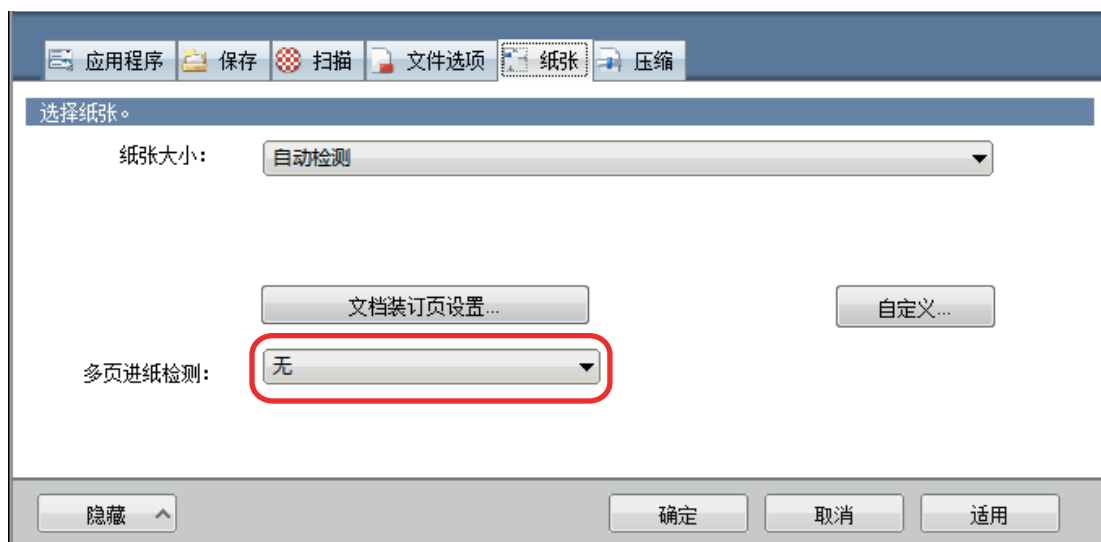 应用程序 保存 扫描 文件选项 纸张 压缩
选择纸张。
纸张大小： 自动检测
文档装订页设置... 自定义...
多页进纸检测： 无
隐藏 确定 取消 适用